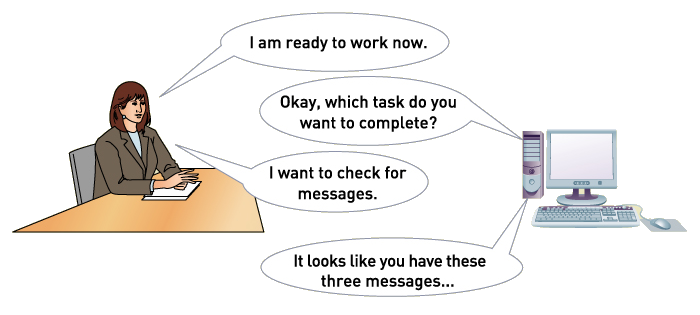 I am ready to work now.
Okay, which task do you
want to complete?
I want to check for
messages.
It looks like you have these
three messages...